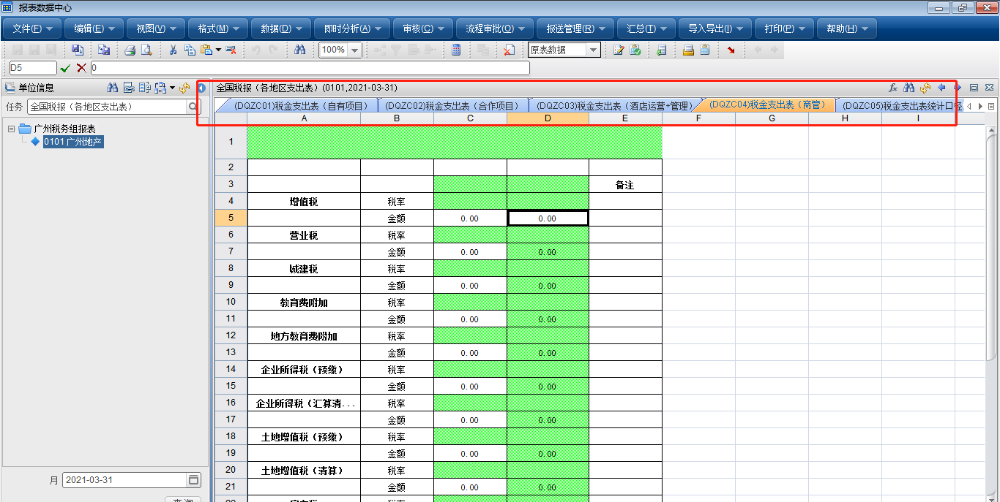 报表数据中心
文件(F) 编辑(E) 视图(V) 格式(M) 数据(D) 即时分析(A) 审核(C) 流程审批(O) 报送管理(R) 汇总(T) 导入导出(I) 打印(P) 帮助(H)
100% 原表数据
D5 0
单位信息
任务 全国税报（各地区支出表）
广州税务组报表
0101 广州地产
月 2021-03-31
查询
全国税报（各地区支出表）(0101,2021-03-31)
(DQZC01)税金支出表（自有项目） (DQZC02)税金支出表（合作项目） (DQZC03)税金支出表（酒店运营+管理） (DQZC04)税金支出表（商管） (DQZC05)税金支出表统计口径
A B C D E F G H I
1
2
3 备注
4 增值税 税率
5 金额 0.00 0.00
6 营业税 税率
7 金额 0.00 0.00
8 城建税 税率
9 金额 0.00 0.00
10 教育费附加 税率
11 金额 0.00 0.00
12 地方教育费附加 税率
13 金额 0.00 0.00
14 企业所得税（预缴） 税率
15 金额 0.00 0.00
16 企业所得税（汇算清... 税率
17 金额 0.00 0.00
18 土地增值税（预缴） 税率
19 金额 0.00 0.00
20 土地增值税（清算） 税率
21 金额 0.00 0.00